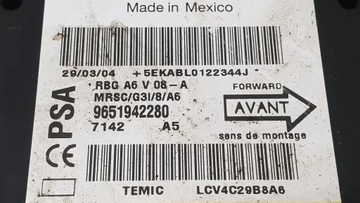 Made in Mexico
29/03/04 +5EKABL0122344J
RBG A6 V 08-A
MRSC/G3I/8/A6
9651942280
7142 A5
PSA
CE
FORWARD
AVANT
sens de montage
TEMIC LCV4C29B8A6